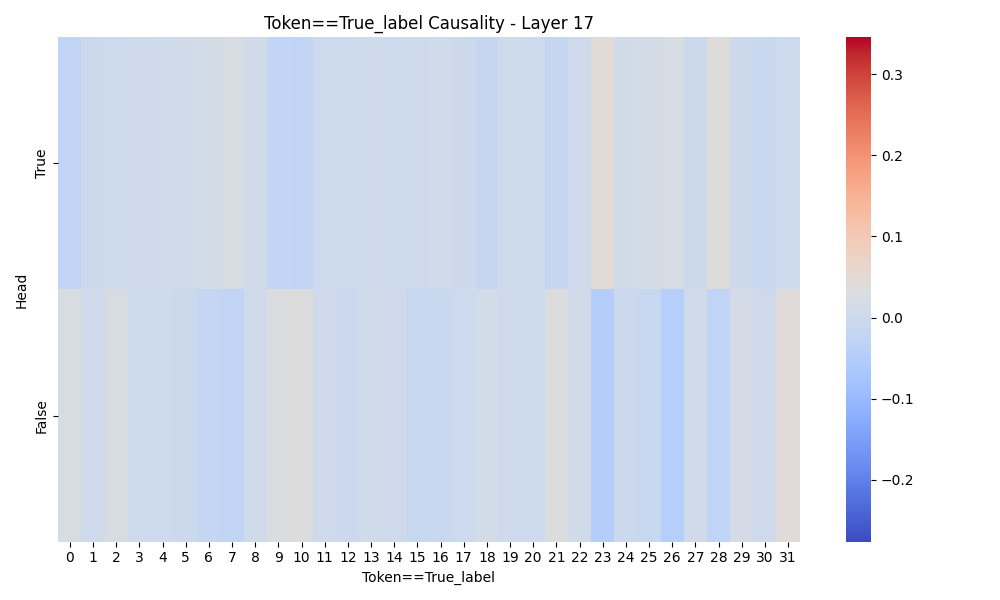 Token==True_label Causality - Layer 17
True
False
Head
0 1 2 3 4 5 6 7 8 9 10 11 12 13 14 15 16 17 18 19 20 21 22 23 24 25 26 27 28 29 30 31
Token==True_label
0.3
0.2
0.1
0.0
−0.1
−0.2